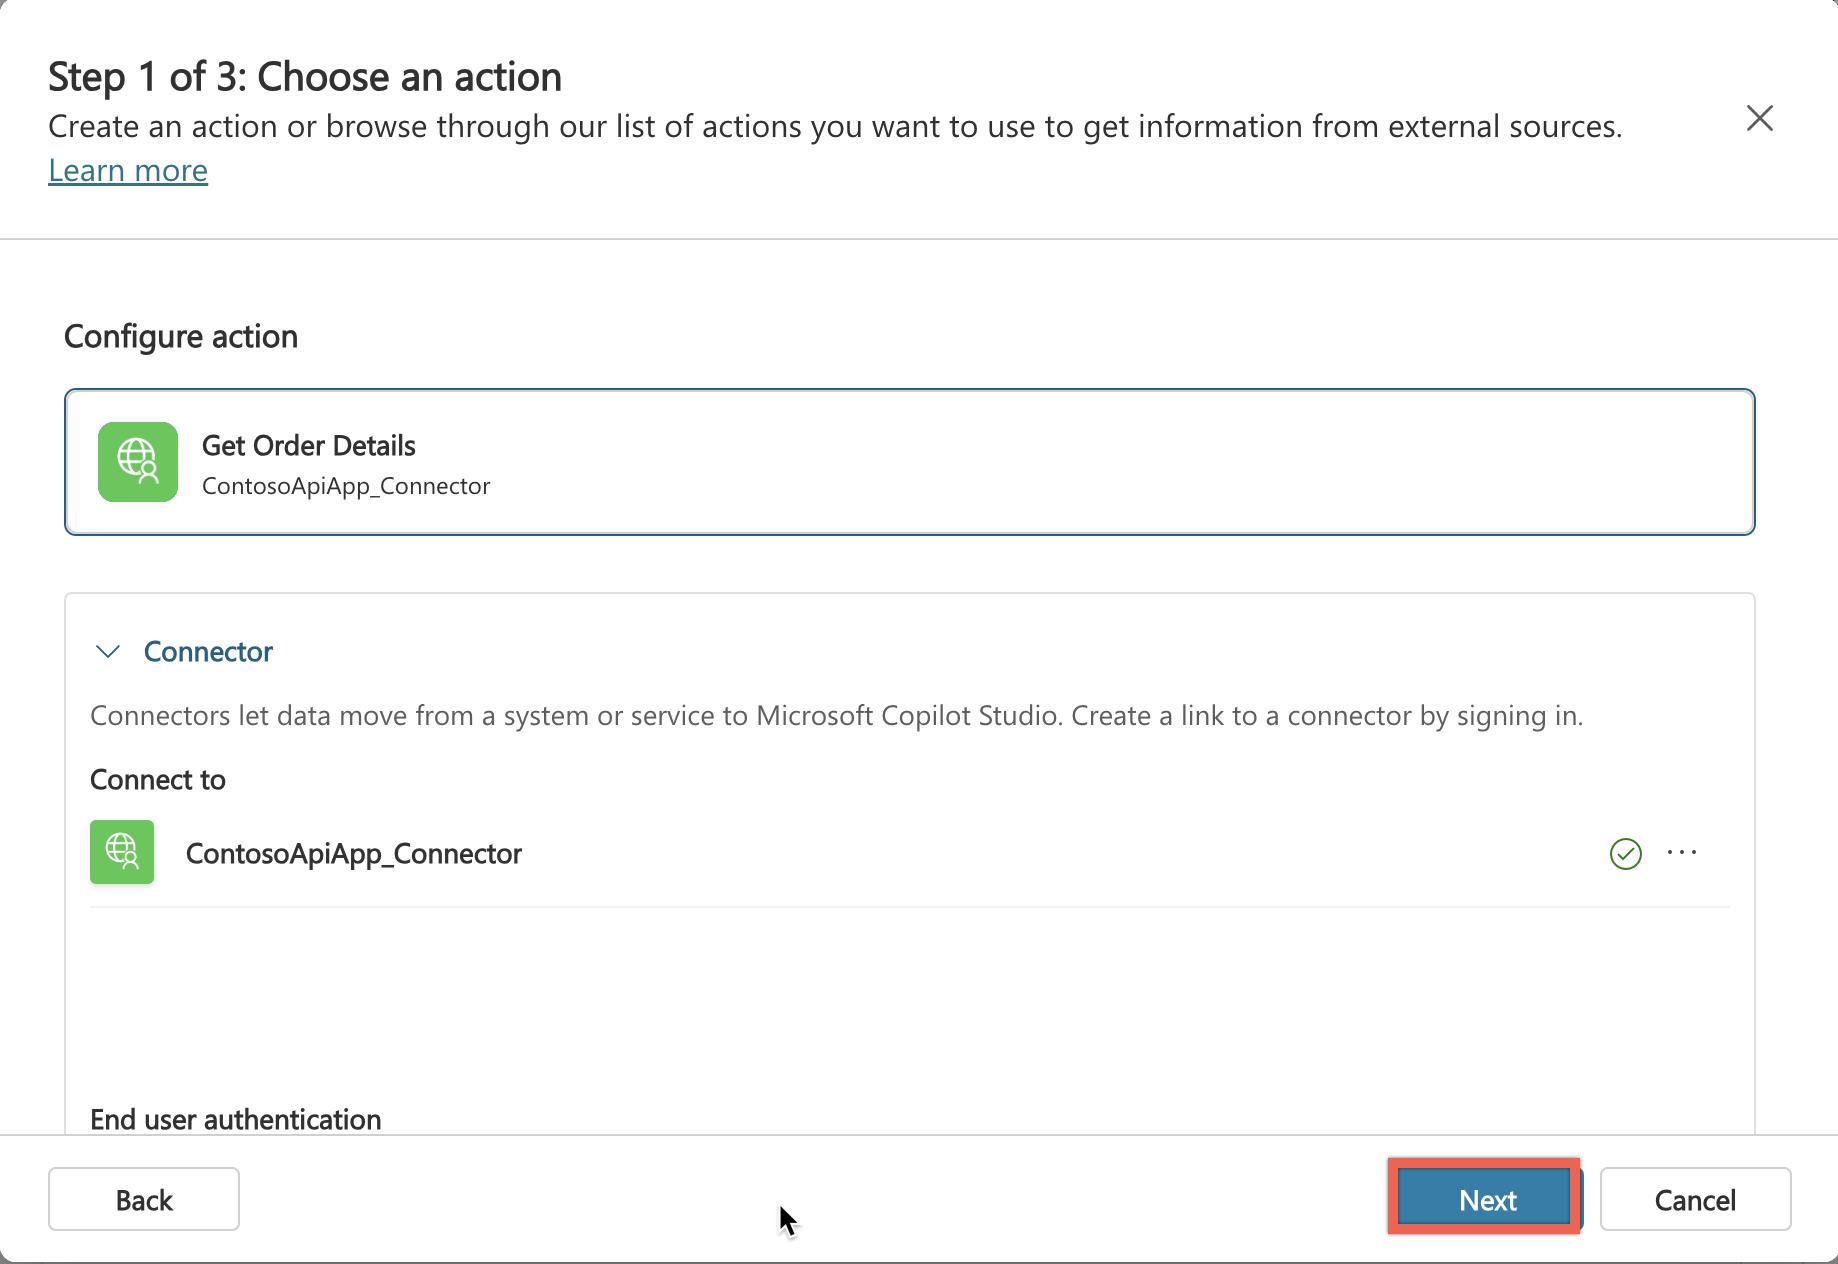 Step 1 of 3: Choose an action
Create an action or browse through our list of actions you want to use to get information from external sources.
Learn more
Configure action
Get Order Details
ContosoApiApp_Connector
Connector
Connectors let data move from a system or service to Microsoft Copilot Studio. Create a link to a connector by signing in.
Connect to
ContosoApiApp_Connector
End user authentication
Back
Next
Cancel